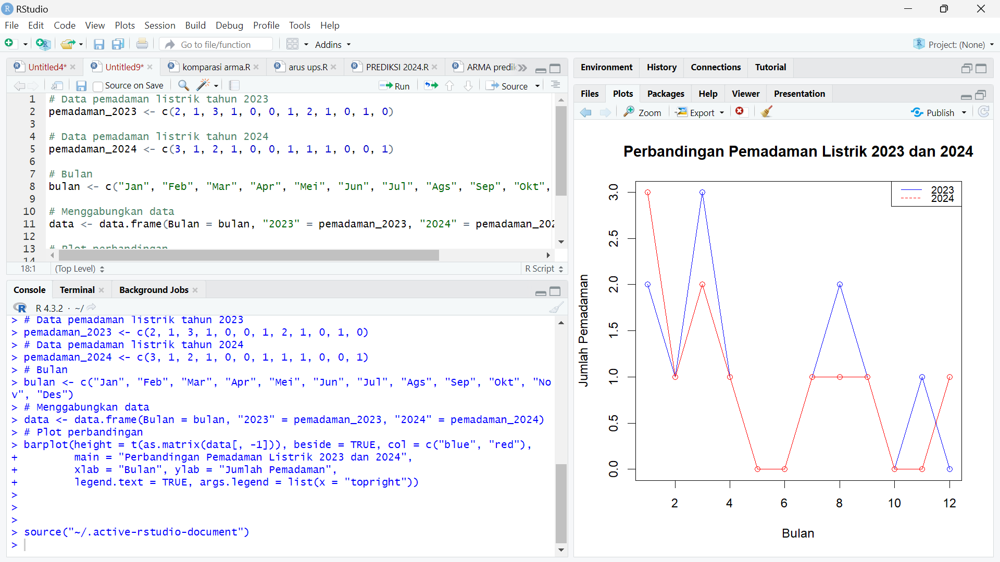 RStudio
File Edit Code View Plots Session Build Debug Profile Tools Help
Go to file/function Addins Project: (None)
Untitled4* Untitled9* komparasi arma.R arus ups.R PREDIKSI 2024.R ARMA predik
Source on Save Run Source
1 # Data pemadaman listrik tahun 2023
2 pemadaman_2023 <- c(2, 1, 3, 1, 0, 0, 1, 2, 1, 0, 1, 0)
3
4 # Data pemadaman listrik tahun 2024
5 pemadaman_2024 <- c(3, 1, 2, 1, 0, 0, 1, 1, 1, 0, 0, 1)
6
7 # Bulan
8 bulan <- c("Jan", "Feb", "Mar", "Apr", "Mei", "Jun", "Jul", "Ags", "Sep", "Okt",
9
10 # Menggabungkan data
11 data <- data.frame(Bulan = bulan, "2023" = pemadaman_2023, "2024" = pemadaman_202
12
13 # Plot perbandingan
14
18:1 (Top Level) R Script
Console Terminal Background Jobs
R 4.3.2 · ~/
> # Data pemadaman listrik tahun 2023
> pemadaman_2023 <- c(2, 1, 3, 1, 0, 0, 1, 2, 1, 0, 1, 0)
> # Data pemadaman listrik tahun 2024
> pemadaman_2024 <- c(3, 1, 2, 1, 0, 0, 1, 1, 1, 0, 0, 1)
> # Bulan
> bulan <- c("Jan", "Feb", "Mar", "Apr", "Mei", "Jun", "Jul", "Ags", "Sep", "Okt", "No
v", "Des")
> # Menggabungkan data
> data <- data.frame(Bulan = bulan, "2023" = pemadaman_2023, "2024" = pemadaman_2024)
> # Plot perbandingan
> barplot(height = t(as.matrix(data[, -1])), beside = TRUE, col = c("blue", "red"),
+ main = "Perbandingan Pemadaman Listrik 2023 dan 2024",
+ xlab = "Bulan", ylab = "Jumlah Pemadaman",
+ legend.text = TRUE, args.legend = list(x = "topright"))
>
>
>
> source("~/.active-rstudio-document")
>
Environment History Connections Tutorial
Files Plots Packages Help Viewer Presentation
Zoom Export Publish
Perbandingan Pemadaman Listrik 2023 dan 2024
2023
2024
Jumlah Pemadaman
3.0
2.5
2.0
1.5
1.0
0.5
0.0
2 4 6 8 10 12
Bulan